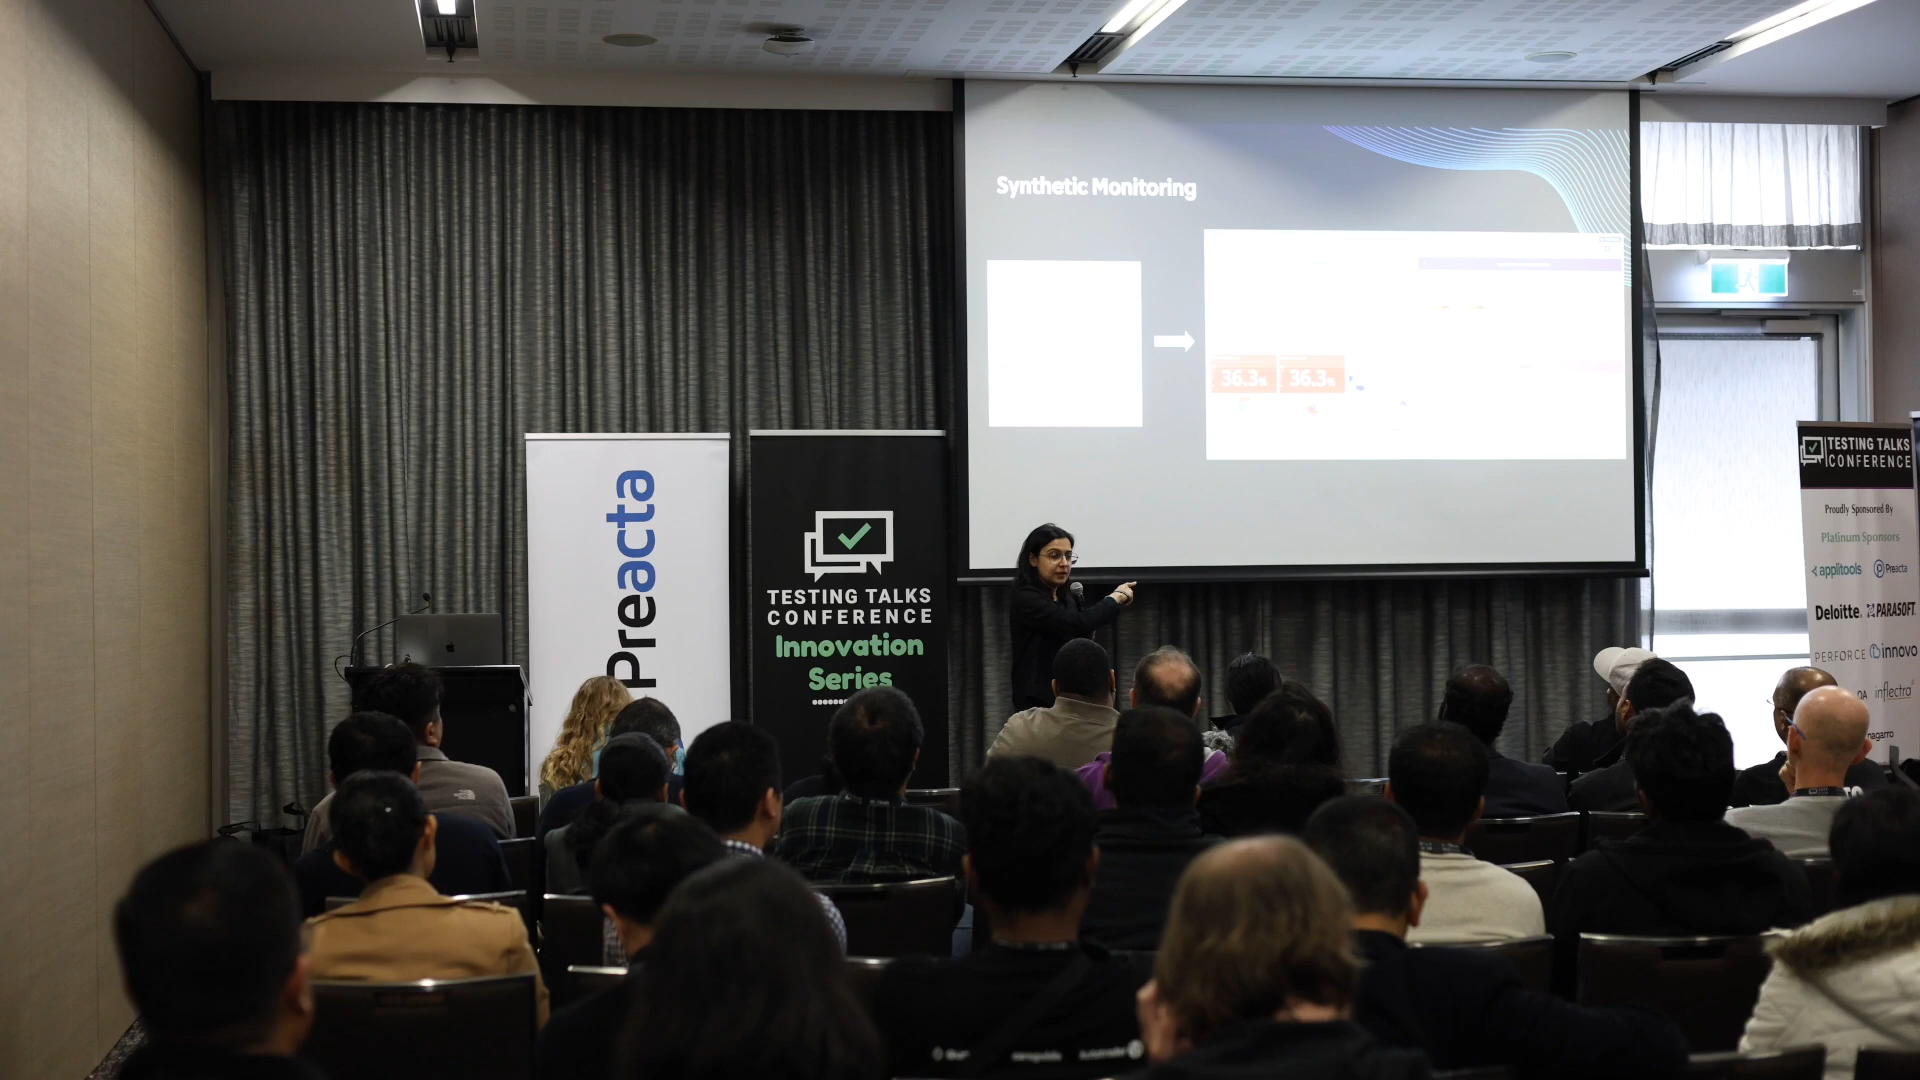 Synthetic Monitoring
36.3%
36.3%
Preacta
TESTING TALKS
CONFERENCE
Innovation
Series
TESTING TALKS
CONFERENCE
Proudly Sponsored By
Platinum Sponsors
applitools
Preacta
Deloitte.
PARASOFT
PERFORCE
innovo
inflectra
nagarro